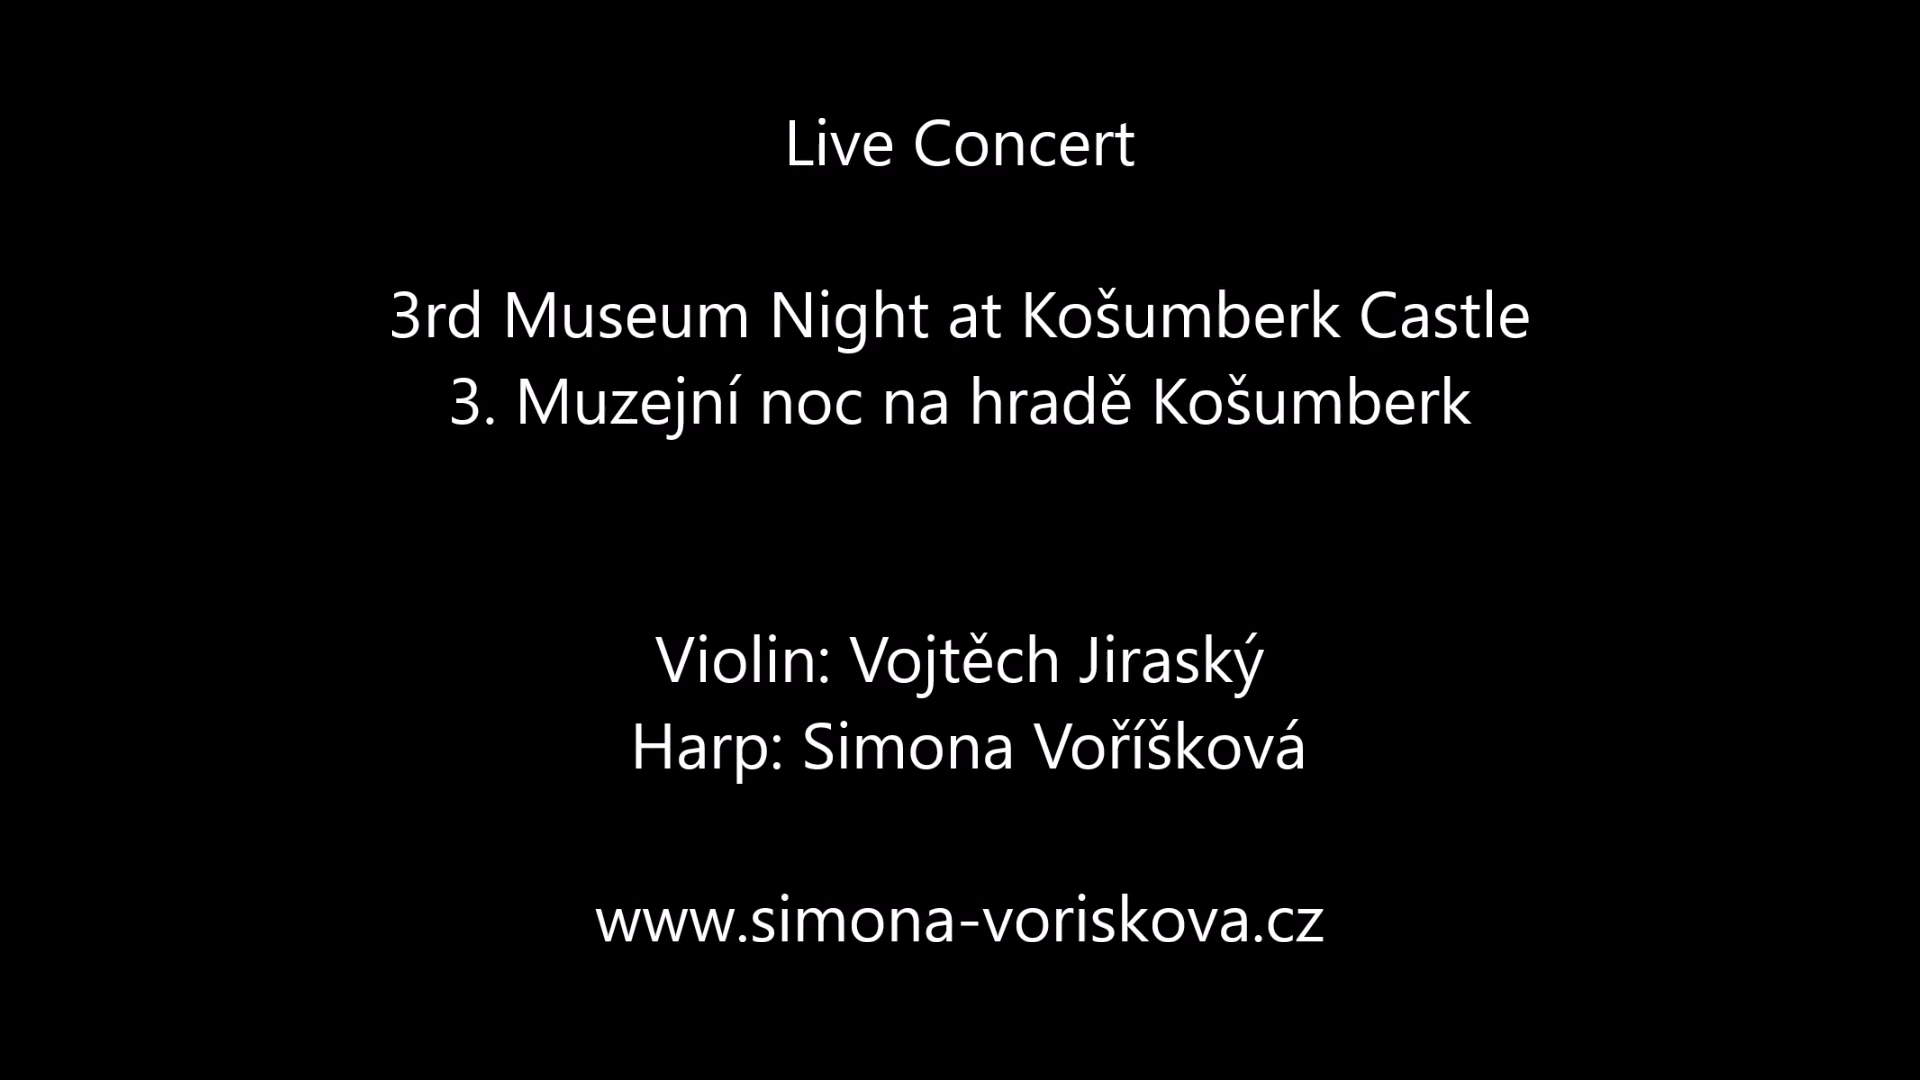 Live Concert
3rd Museum Night at Košumberk Castle
3. Muzejní noc na hradě Košumberk
Violin: Vojtěch Jiraský
Harp: Simona Voříšková
www.simona-voriskova.cz